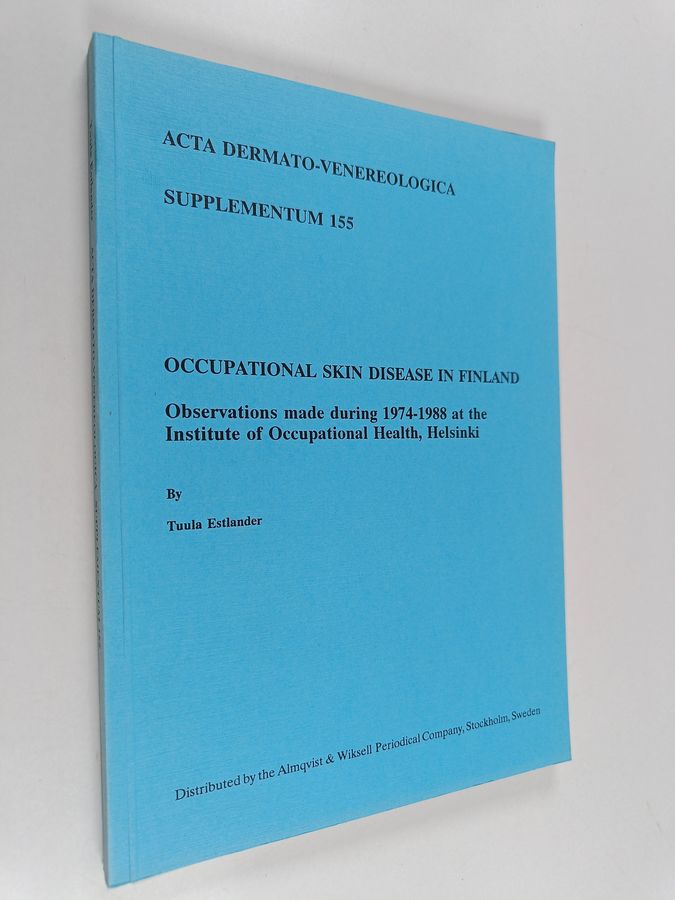 ACTA DERMATO-VENEREOLOGICA
SUPPLEMENTUM 155
OCCUPATIONAL SKIN DISEASE IN FINLAND
Observations made during 1974-1988 at the
Institute of Occupational Health, Helsinki
By
Tuula Estlander
Distributed by the Almqvist & Wiksell Periodical Company, Stockholm, Sweden